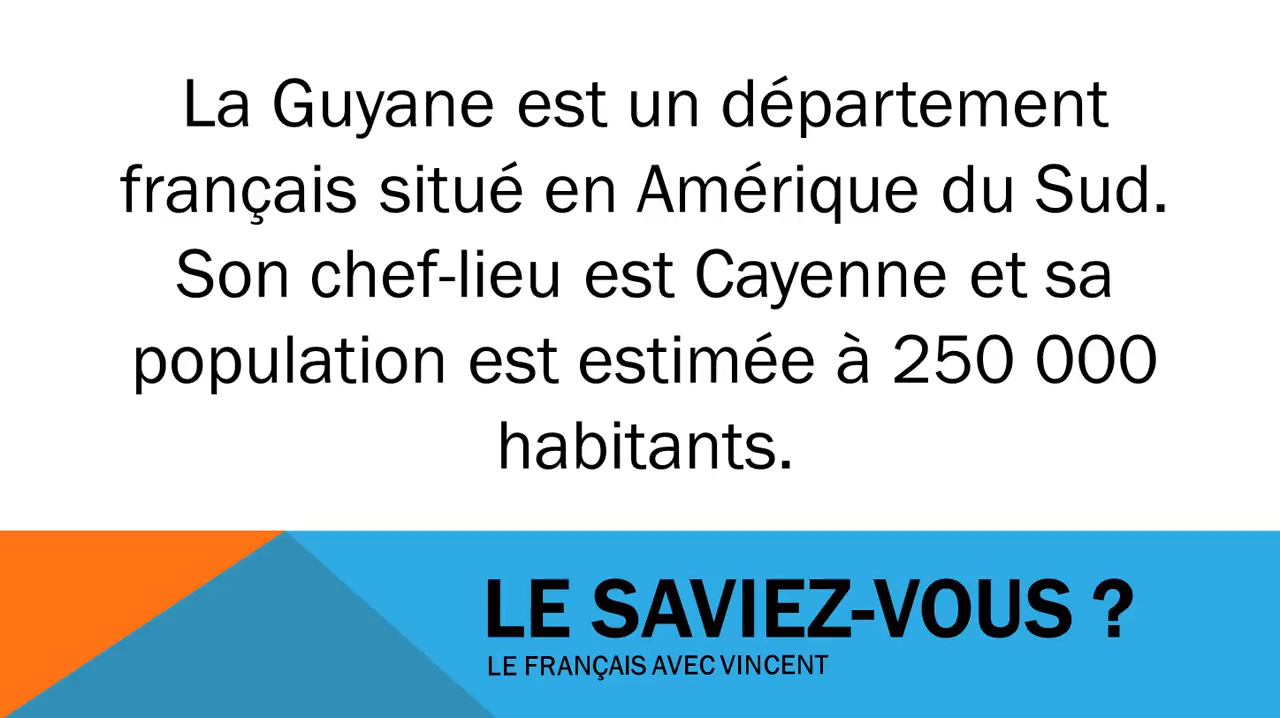 La Guyane est un département
français situé en Amérique du Sud.
Son chef-lieu est Cayenne et sa
population est estimée à 250 000
habitants.
LE SAVIEZ-VOUS ?
LE FRANÇAIS AVEC VINCENT